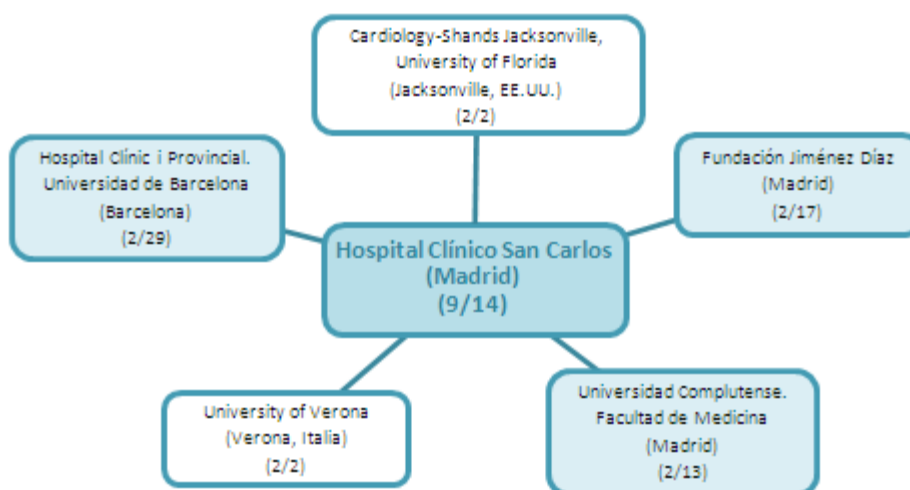 Cardiology-Shands Jacksonville,
University of Florida
(Jacksonville, EE.UU.)
(2/2)
Hospital Clínic i Provincial.
Universidad de Barcelona
(Barcelona)
(2/29)
Fundación Jiménez Díaz
(Madrid)
(2/17)
Hospital Clínico San Carlos
(Madrid)
(9/14)
University of Verona
(Verona, Italia)
(2/2)
Universidad Complutense.
Facultad de Medicina
(Madrid)
(2/13)